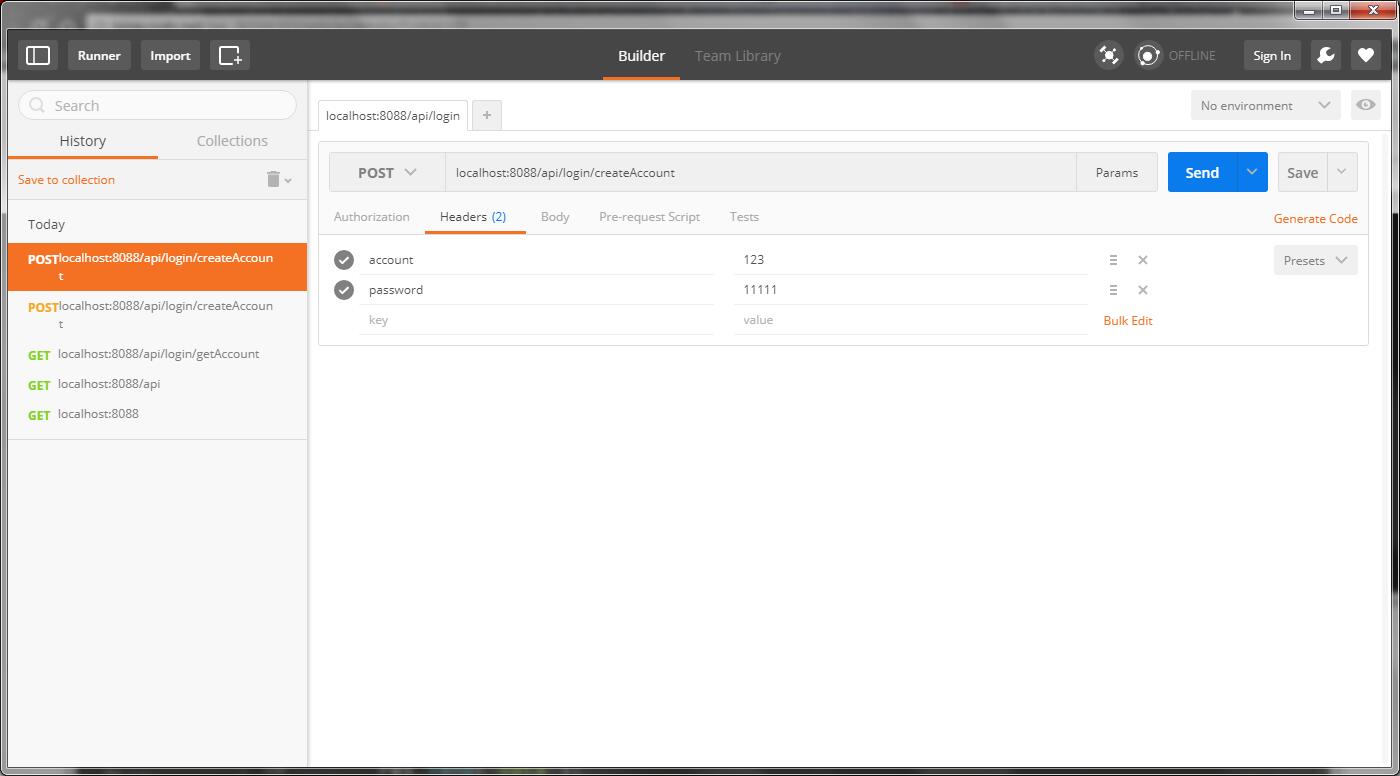 Runner
Import
Builder
Team Library
OFFLINE
Sign In
Search
History
Collections
Save to collection
Today
POST localhost:8088/api/login/createAccoun
t
POST localhost:8088/api/login/createAccoun
t
GET localhost:8088/api/login/getAccount
GET localhost:8088/api
GET localhost:8088
localhost:8088/api/login
+
No environment
POST
localhost:8088/api/login/createAccount
Params
Send
Save
Authorization
Headers (2)
Body
Pre-request Script
Tests
Generate Code
account 123
Presets
password 11111
key value
Bulk Edit